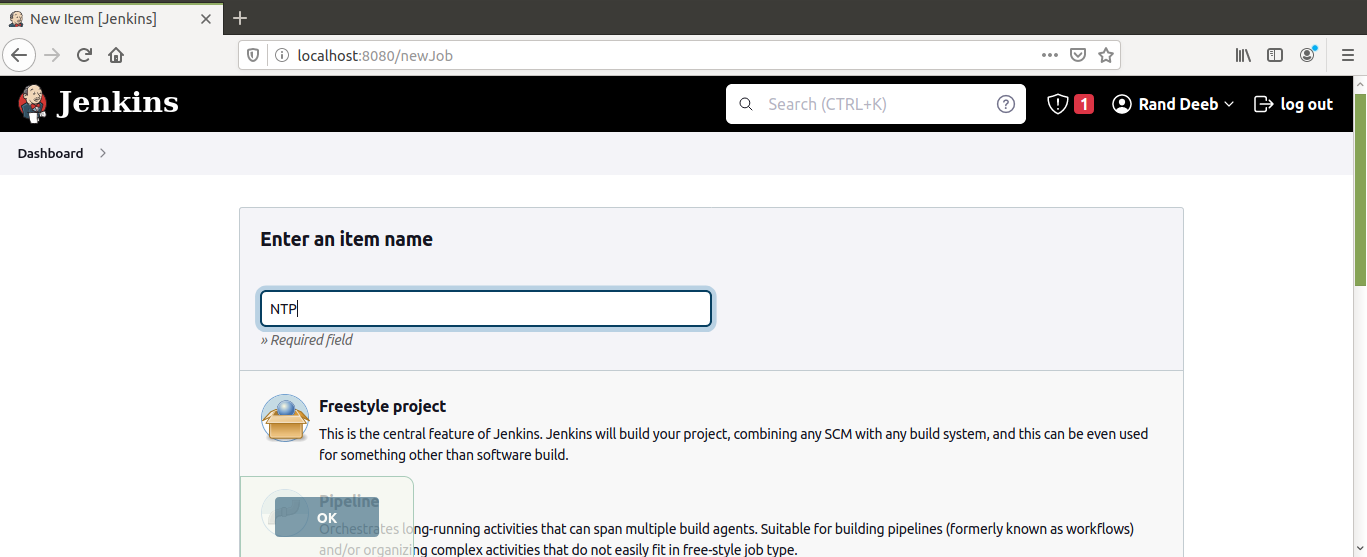 New Item [Jenkins]
localhost:8080/newJob
Jenkins
Search (CTRL+K)
1
Rand Deeb
log out
Dashboard
Enter an item name
NTP
» Required field
Freestyle project
This is the central feature of Jenkins. Jenkins will build your project, combining any SCM with any build system, and this can be even used
for something other than software build.
Pipeline
OK
Orchestrates long-running activities that can span multiple build agents. Suitable for building pipelines (formerly known as workflows)
and/or organizing complex activities that do not easily fit in free-style job type.